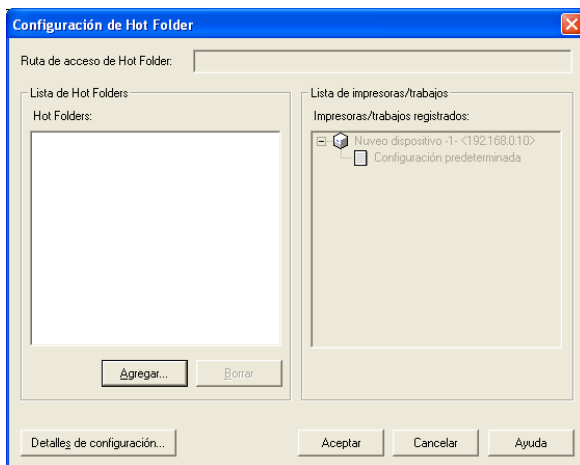 Configuración de Hot Folder
Ruta de acceso de Hot Folder:
Lista de Hot Folders
Hot Folders:
Agregar...
Borrar
Lista de impresoras/trabajos
Impresoras/trabajos registrados:
Nuveo dispositivo -1- <192.168.0.10>
Configuración predeterminada
Detalles de configuración...
Aceptar
Cancelar
Ayuda